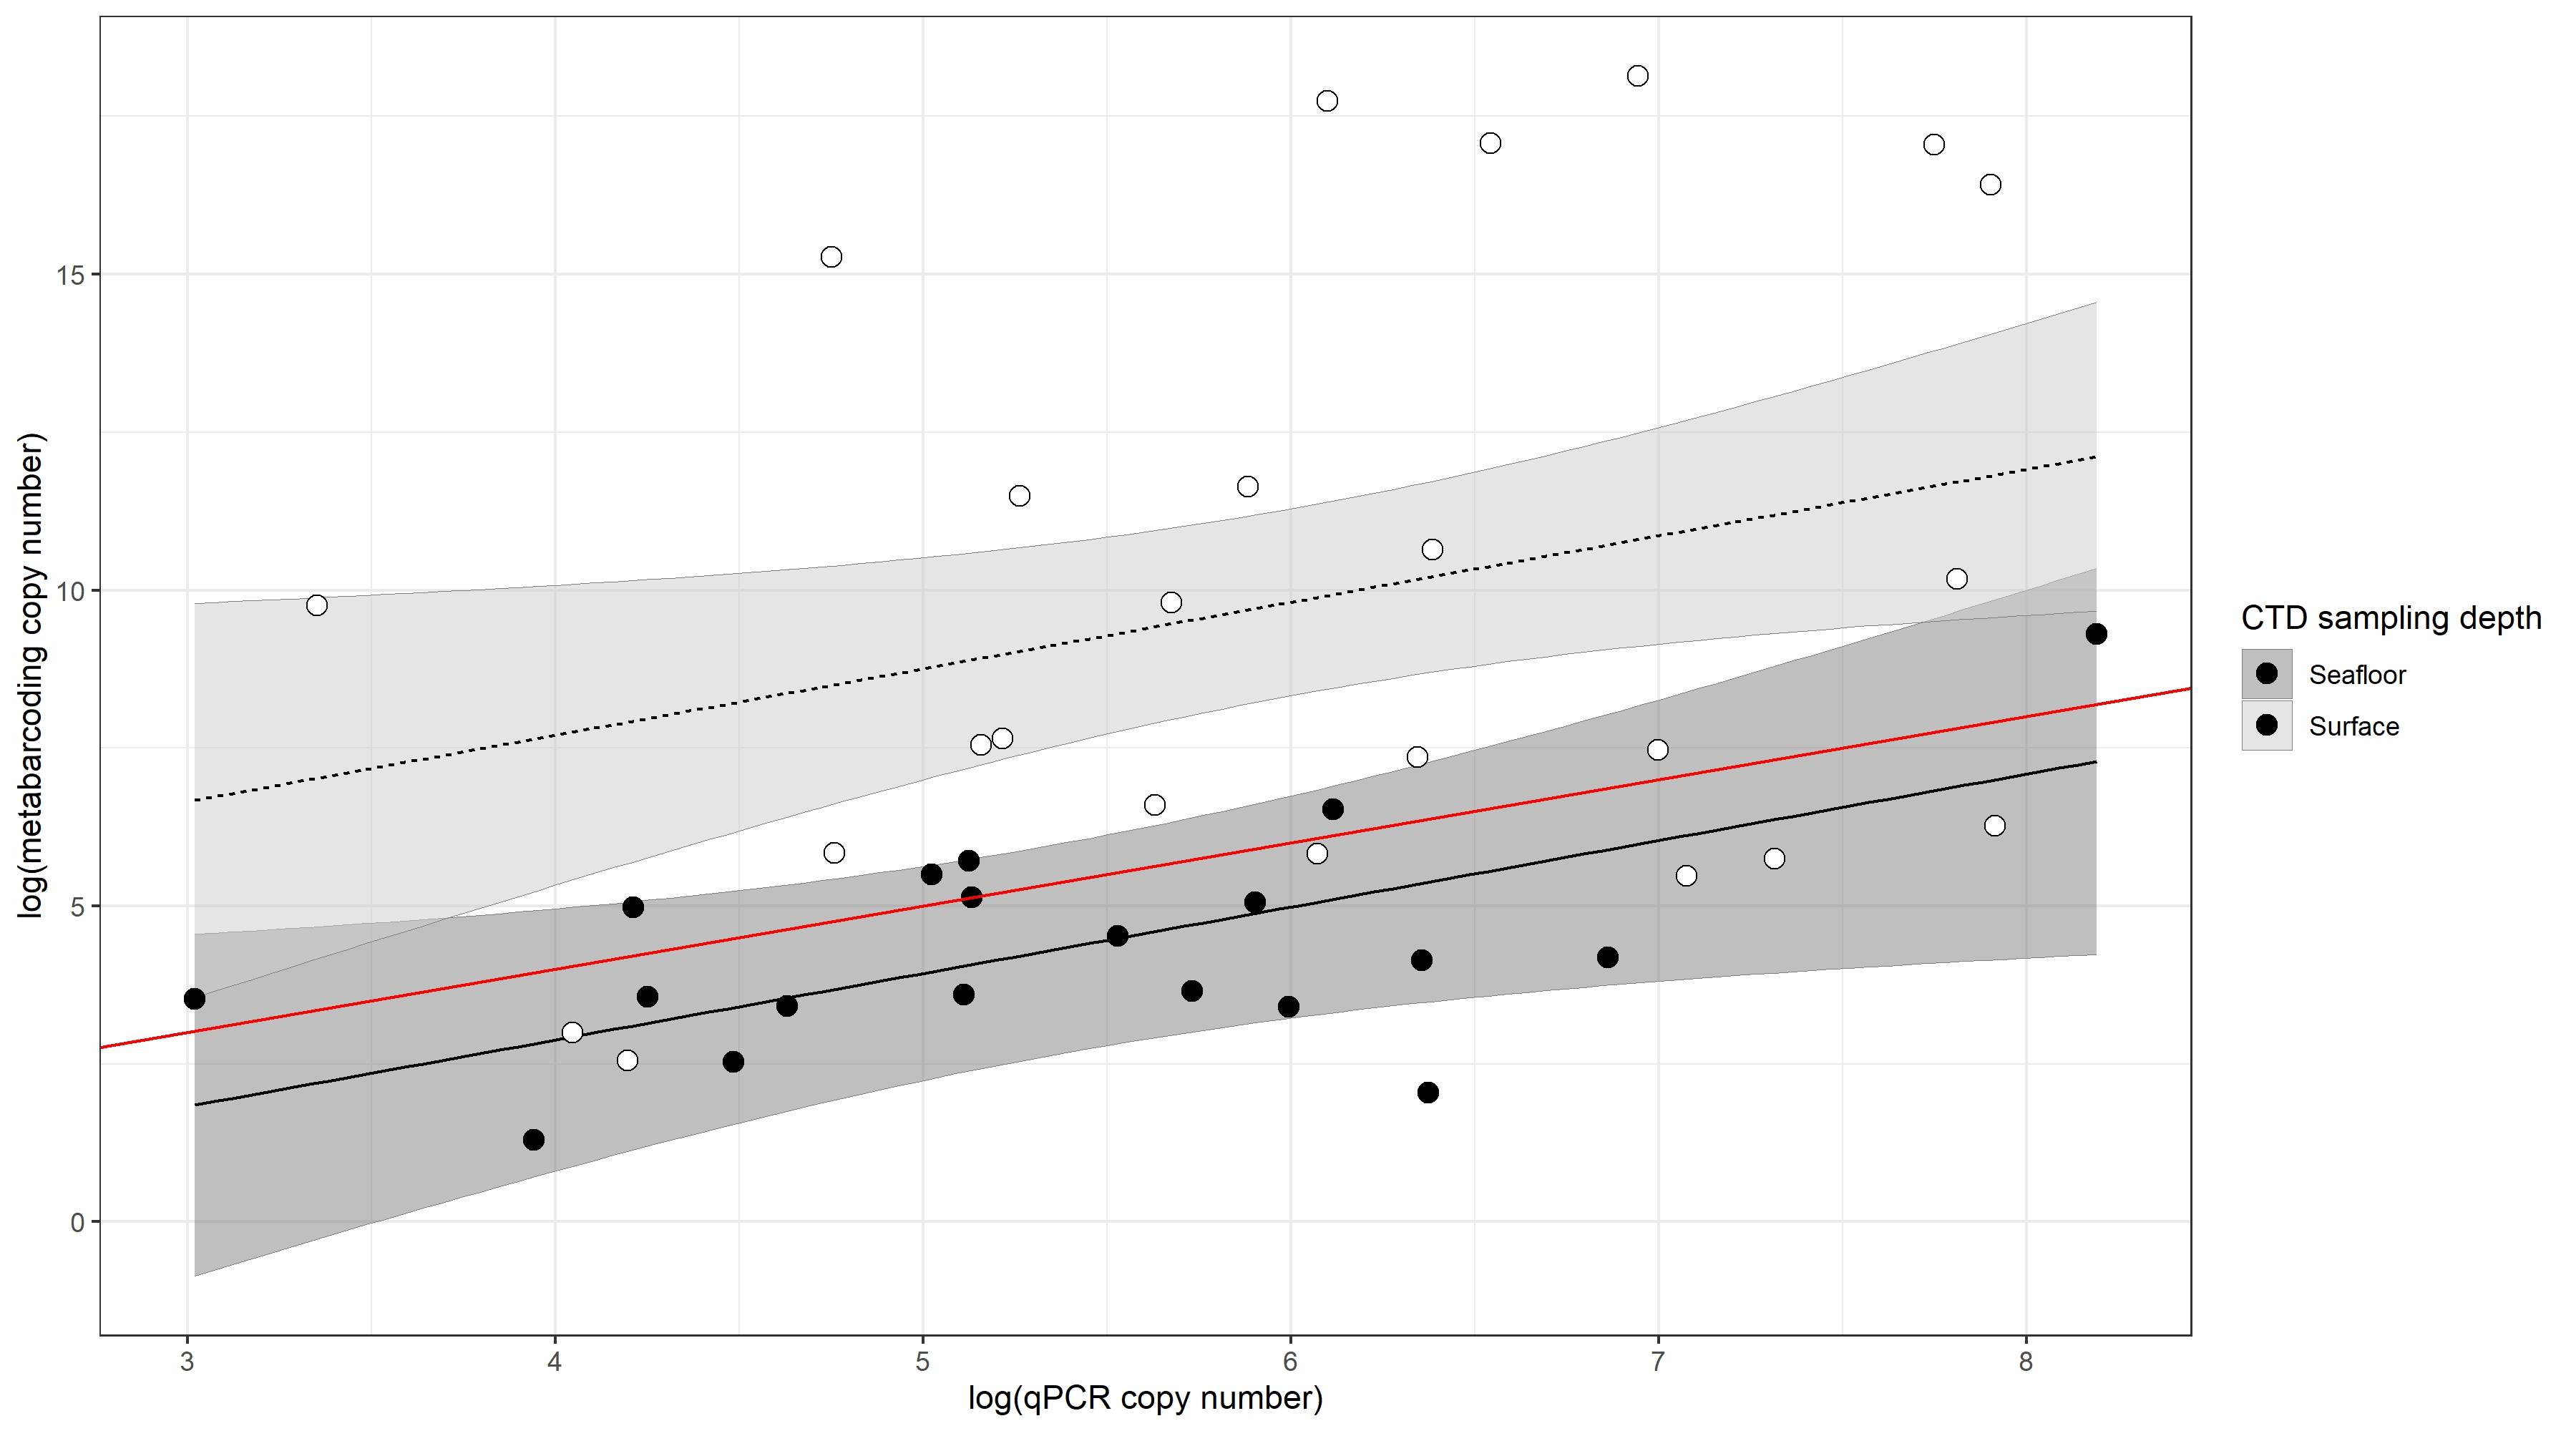 15
10
5
0
log(metabarcoding copy number)
3 4 5 6 7 8
log(qPCR copy number)
CTD sampling depth
Seafloor
Surface